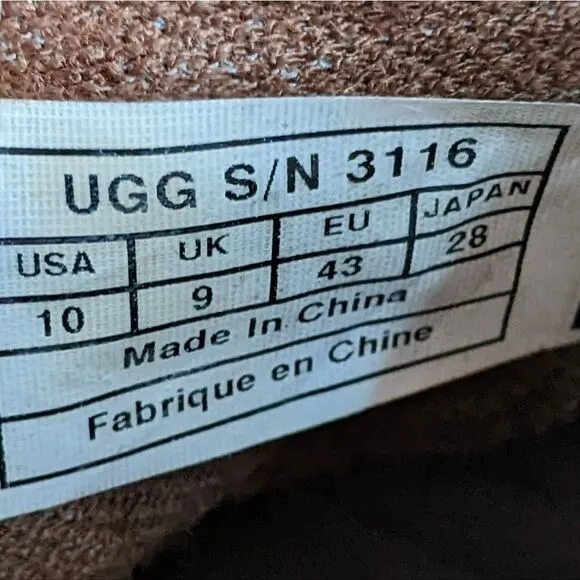 UGG S/N 3116
USA UK EU JAPAN
10 9 43 28
Made In China
Fabrique en Chine